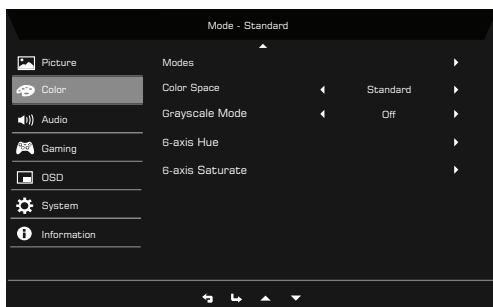 Mode - Standard
Picture
Color
Audio
Gaming
OSD
System
Information
Modes
Color Space Standard
Grayscale Mode Off
6-axis Hue
6-axis Saturate